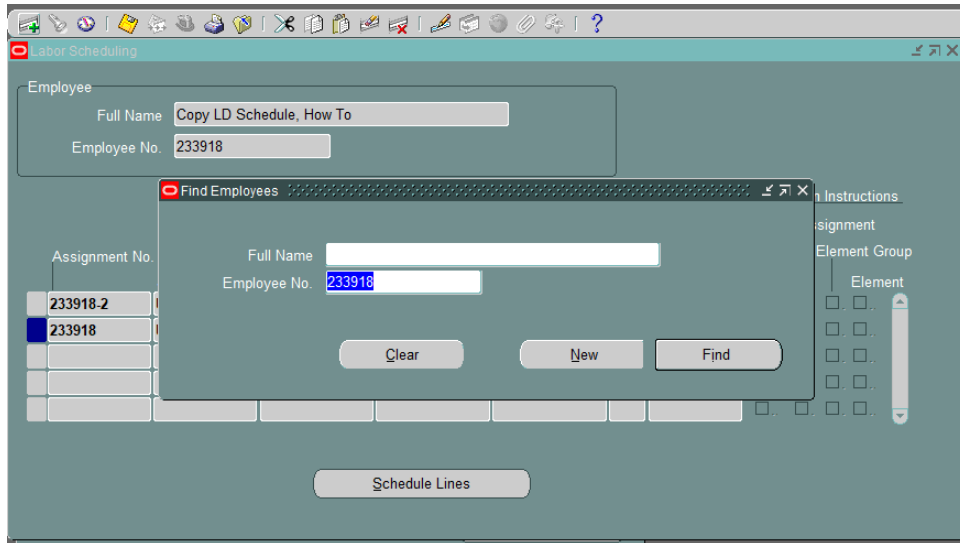 Labor Scheduling
Employee
Full Name Copy LD Schedule, How To
Employee No. 233918
Find Employees
Full Name
Employee No. 233918
Clear New Find
Instructions
Assignment No.
Element Group
Element
233918-2
233918
Schedule Lines